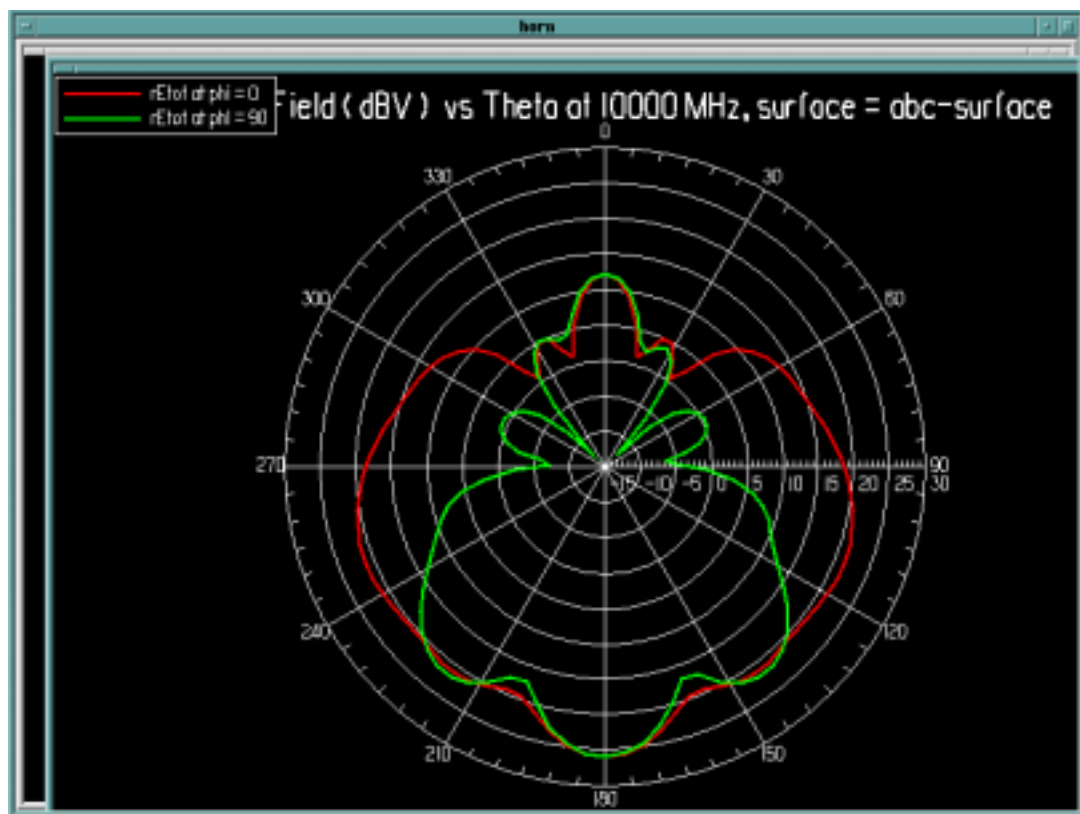 horn
rEtot at phi = 0
rEtot at phi = 90
Field (dBV) vs Theta at 10000 MHz, surface = abc-surface
0
330
30
300
60
270
-15 -10 -5 0 5 10 15 20 25 30
90
240
120
210
150
180